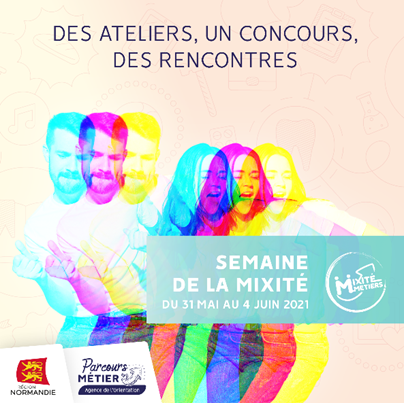 DES ATELIERS, UN CONCOURS,
DES RENCONTRES
SEMAINE
DE LA MIXITÉ
DU 31 MAI AU 4 JUIN 2021
MIXITÉ
MÉTIERS
RÉGION
NORMANDIE
Parcours
MÉTIER
Agence de l'orientation